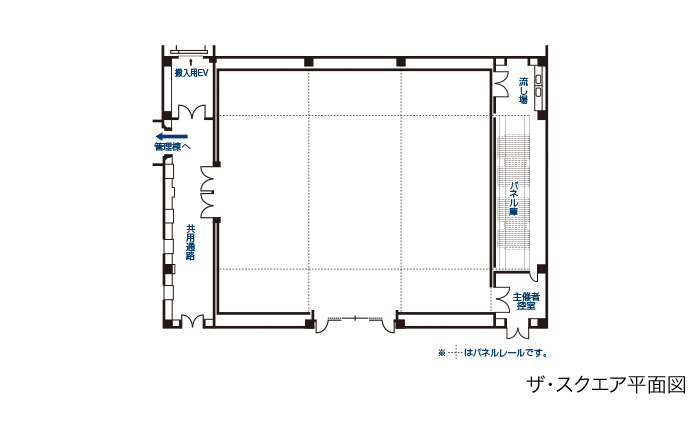 搬入用EV
流し場
管理棟へ
パネル庫
共用通路
主催者
控室
※ はパネルレールです。
ザ・スクエア平面図